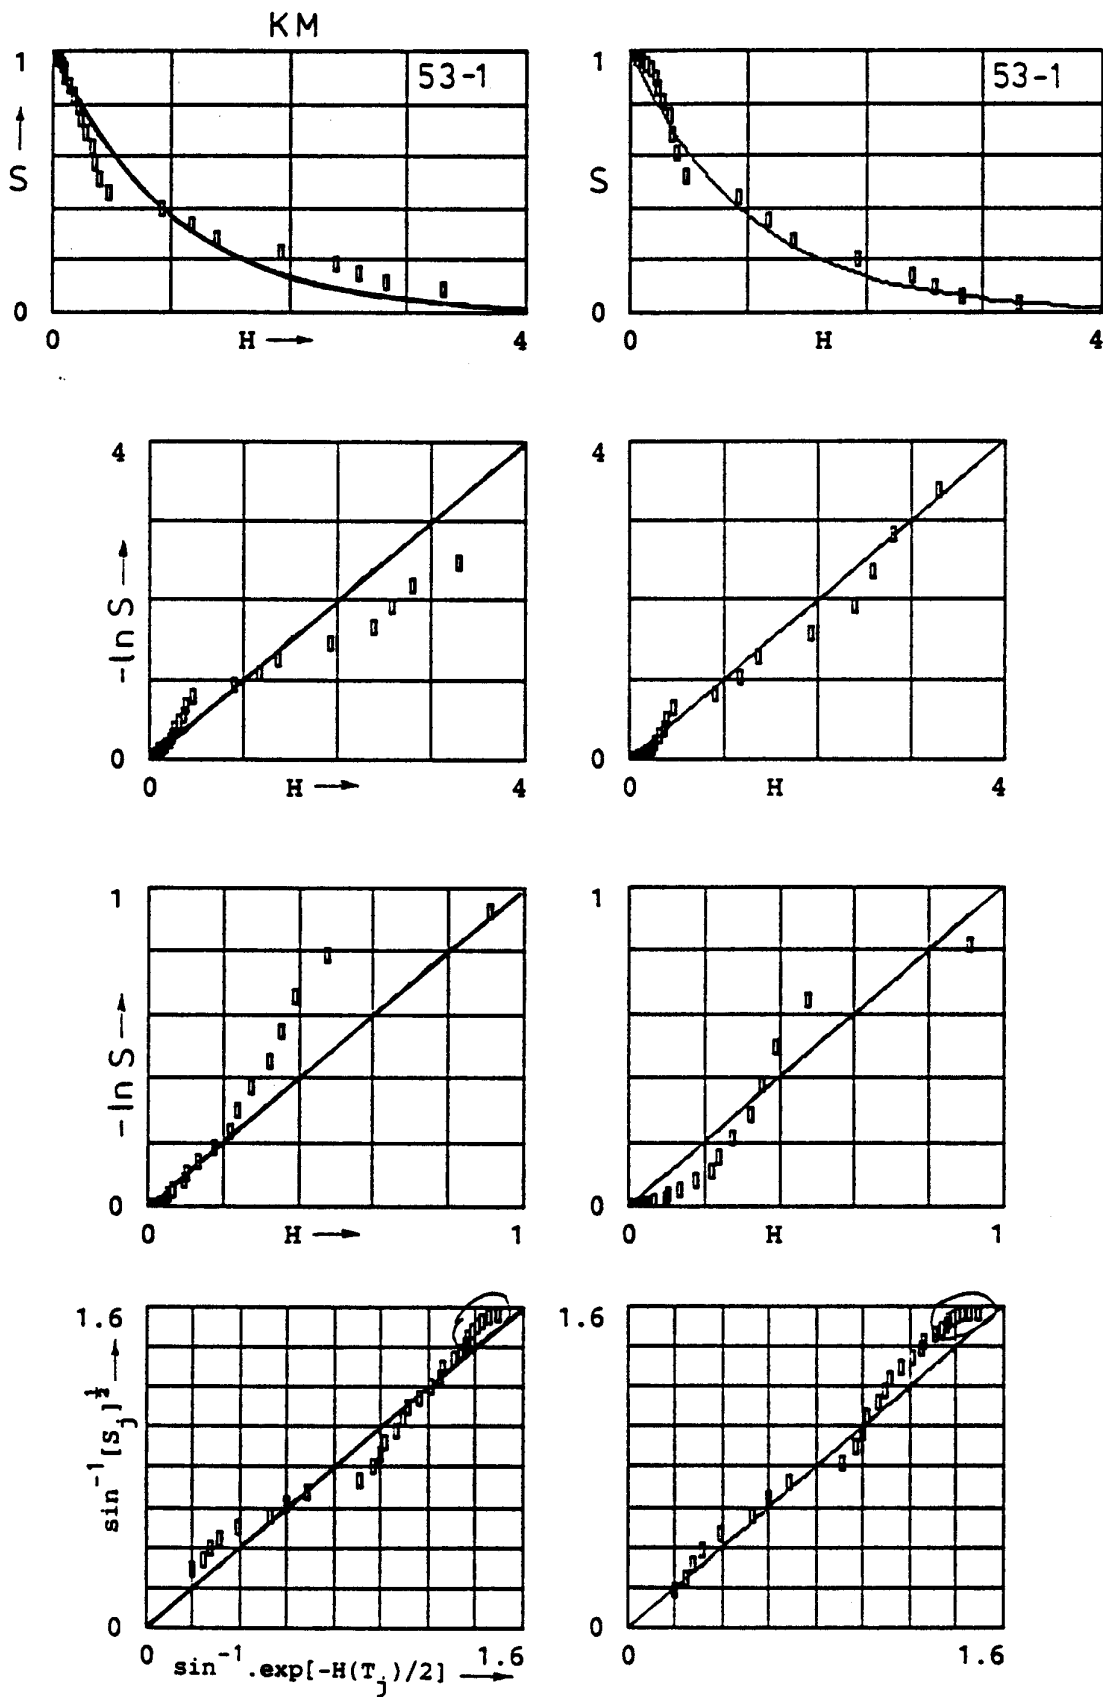 KM
1 53-1 1 53-1
S
0 0
0 H 4 0 H 4
4 4
-ln S
0 0
0 H 4 0 H 4
1 1
-ln S
0 0
0 H 1 0 H 1
1.6 1.6
sin⁻¹[S_j]^½
0 0
0 1.6 0 1.6
sin⁻¹.exp[-H(T_j)/2]